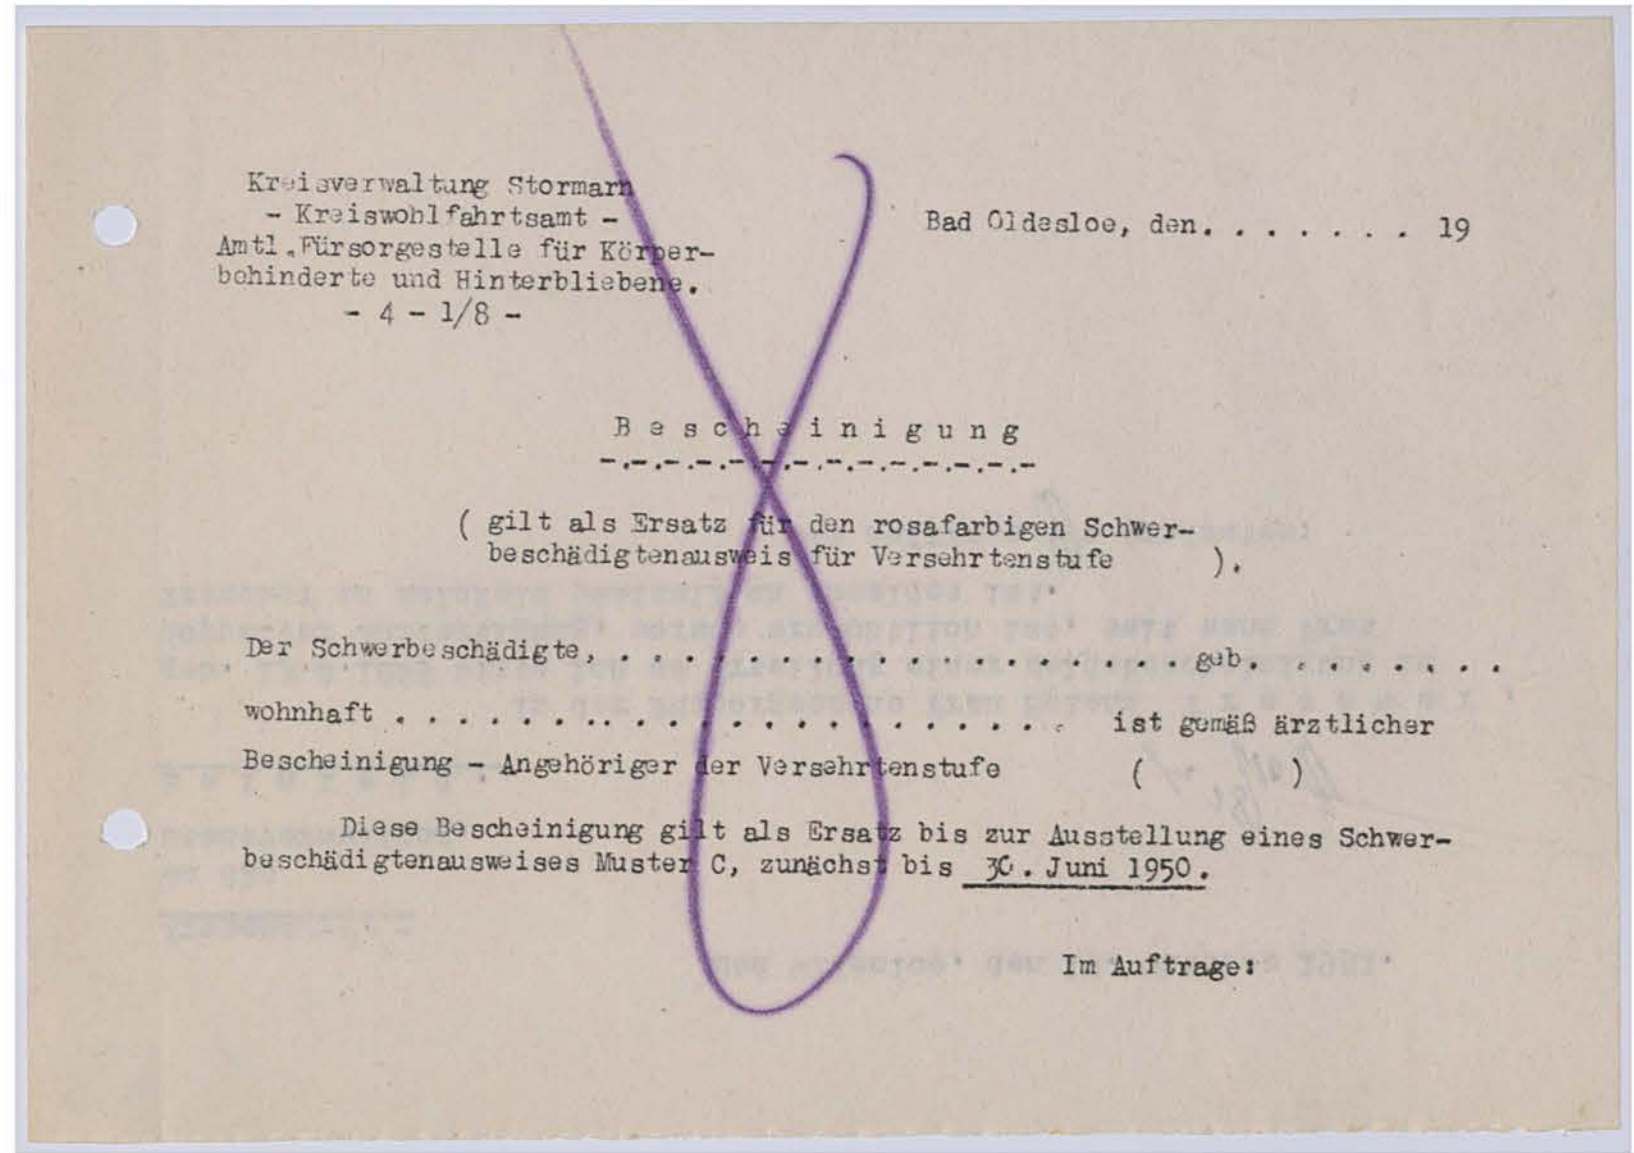 Kreisverwaltung Stormarn
- Kreiswohlfahrtsamt -
Amtl.Fürsorgestelle für Körper-
behinderte und Hinterbliebene.
- 4 - 1/8 -
Bad Oldesloe, den. . . . . . . 19
B e s c h e i n i g u n g
-.-.-.-.-.-.-.-.-.-.-.-.-.-
( gilt als Ersatz für den rosafarbigen Schwer-
beschädigtenausweis für Versehrtenstufe ).
Der Schwerbeschädigte, . . . . . . . . . . . . . . . . . . geb. . . . . . . . .
wohnhaft . . . . . . . . . . . . . . . . . . . . . . ist gemäß ärztlicher
Bescheinigung - Angehöriger der Versehrtenstufe ( )
Diese Bescheinigung gilt als Ersatz bis zur Ausstellung eines Schwer-
beschädigtenausweises Muster C, zunächst bis 30. Juni 1950.
Im Auftrage: